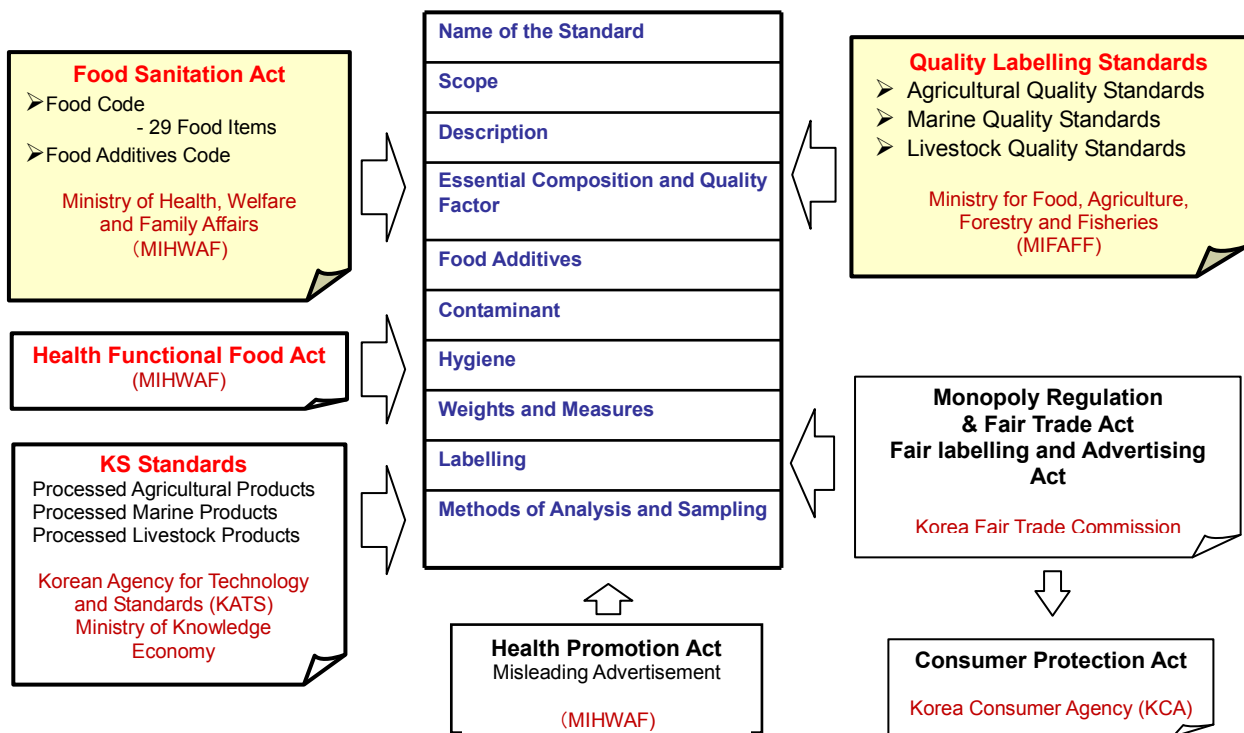 Food Sanitation Act
➢Food Code
- 29 Food Items
➢Food Additives Code
Ministry of Health, Welfare
and Family Affairs
(MIHWAF)
Health Functional Food Act
(MIHWAF)
KS Standards
Processed Agricultural Products
Processed Marine Products
Processed Livestock Products
Korean Agency for Technology
and Standards (KATS)
Ministry of Knowledge
Economy
Name of the Standard
Scope
Description
Essential Composition and Quality
Factor
Food Additives
Contaminant
Hygiene
Weights and Measures
Labelling
Methods of Analysis and Sampling
Health Promotion Act
Misleading Advertisement
(MIHWAF)
Quality Labelling Standards
➢ Agricultural Quality Standards
➢ Marine Quality Standards
➢ Livestock Quality Standards
Ministry for Food, Agriculture,
Forestry and Fisheries
(MIFAFF)
Monopoly Regulation
& Fair Trade Act
Fair labelling and Advertising
Act
Korea Fair Trade Commission
Consumer Protection Act
Korea Consumer Agency (KCA)